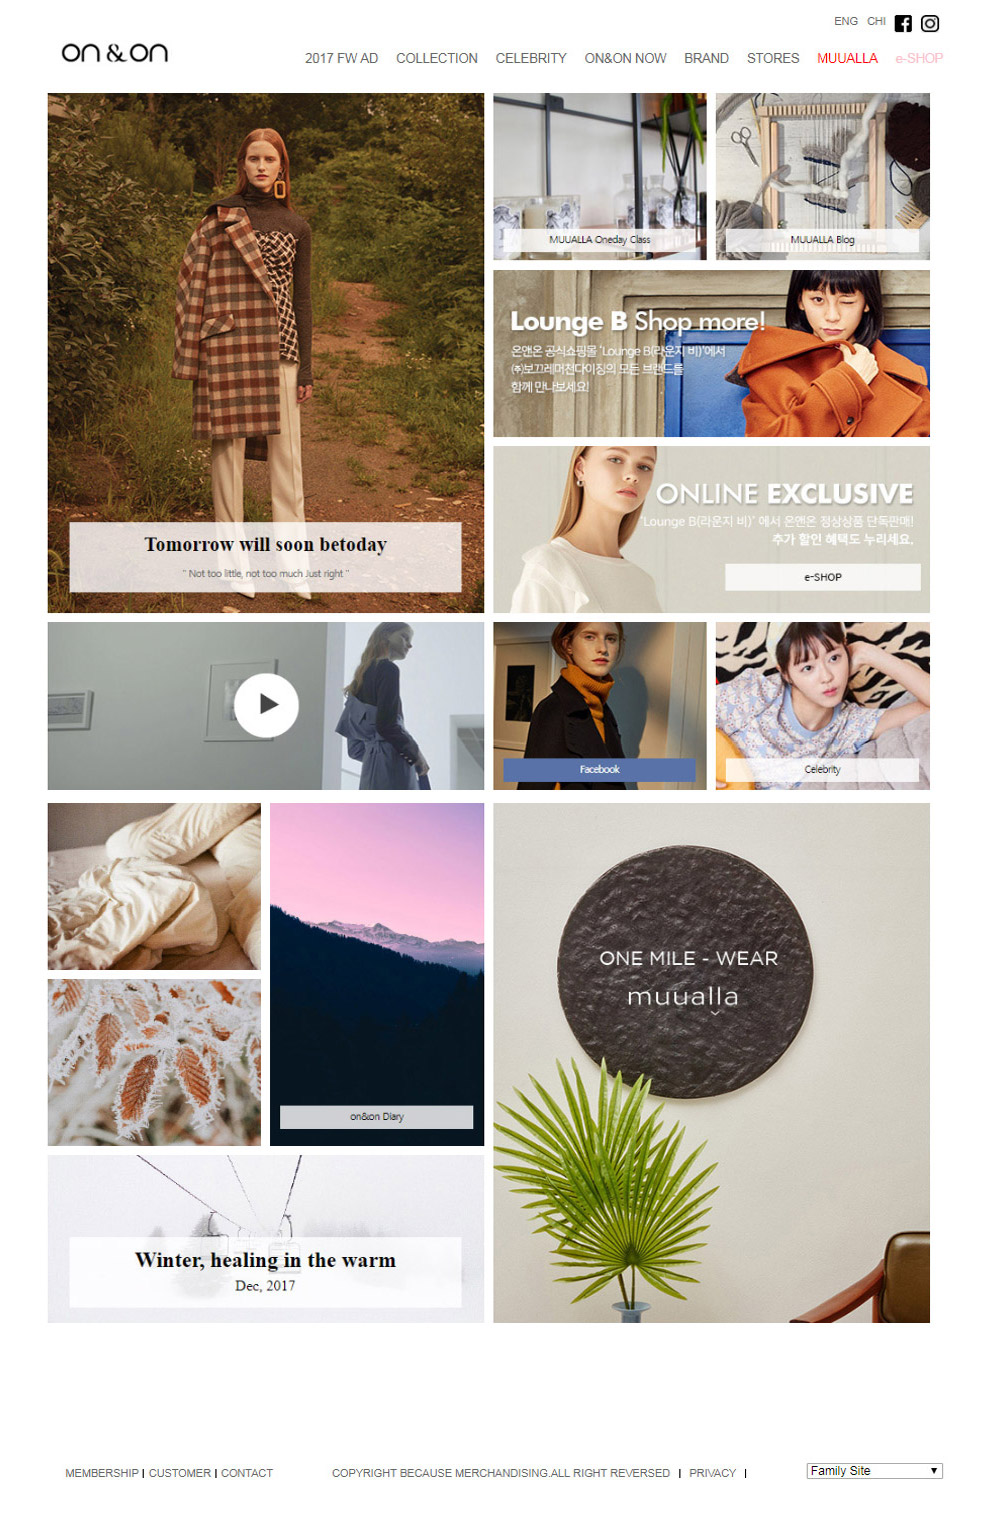 ENG CHI
on&on
2017 FW AD COLLECTION CELEBRITY ON&ON NOW BRAND STORES MUUALLA e-SHOP
MUUALLA Oneday Class
MUUALLA Blog
Lounge B Shop more!
온앤온 공식쇼핑몰 'Lounge B(라운지 비)'에서
㈜보끄레머천다이징의 모든 브랜드를
함께 만나보세요!
ONLINE EXCLUSIVE
'Lounge B(라운지 비)' 에서 온앤온 정상상품 단독판매!
추가 할인 혜택도 누리세요.
e-SHOP
Tomorrow will soon betoday
" Not too little, not too much Just right "
Facebook
Celebrity
ONE MILE - WEAR
muualla
on&on Diary
Winter, healing in the warm
Dec, 2017
MEMBERSHIP | CUSTOMER | CONTACT
COPYRIGHT BECAUSE MERCHANDISING.ALL RIGHT REVERSED | PRIVACY |
Family Site